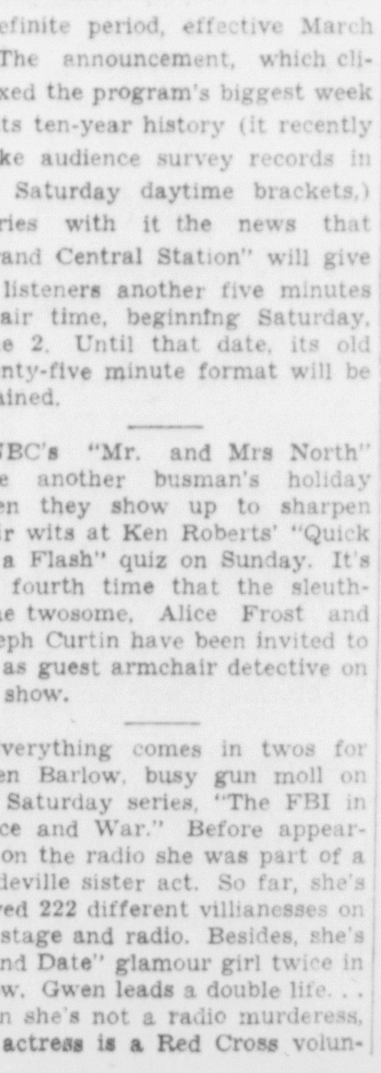 efinite period, effective March
The announcement, which cli-
xed the program's biggest week
ts ten-year history (it recently
ke audience survey records in
Saturday daytime brackets,)
ries with it the news that
rand Central Station" will give
listeners another five minutes
air time, beginning Saturday,
e 2. Until that date, its old
nty-five minute format will be
ained.
NBC's "Mr. and Mrs North"
e another busman's holiday
en they show up to sharpen
ir wits at Ken Roberts' "Quick
a Flash" quiz on Sunday. It's
fourth time that the sleuth-
ne twosome, Alice Frost and
seph Curtin have been invited to
as guest armchair detective on
show.
verything comes in twos for
en Barlow, busy gun moll on
Saturday series, "The FBI in
ce and War." Before appear-
on the radio she was part of a
deville sister act. So far, she's
yed 222 different villianesses on
stage and radio. Besides, she's
nd Date" glamour girl twice in
w. Gwen leads a double life. . .
n she's not a radio murderess,
actress is a Red Cross volun-